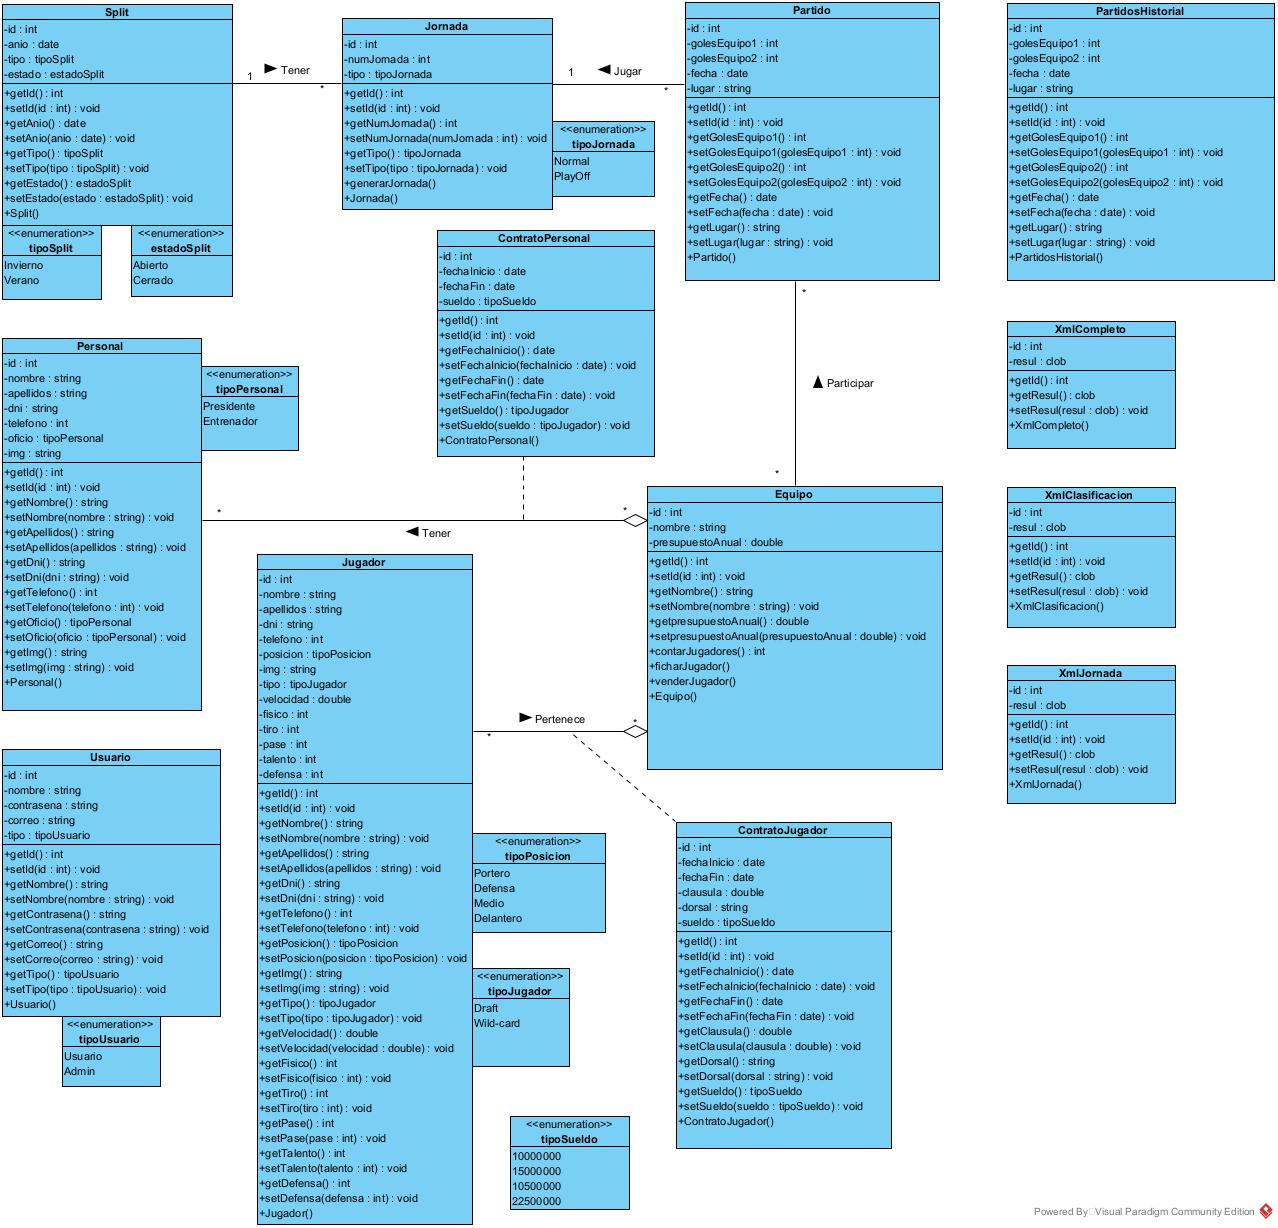 Split
-id : int
-anio : date
-tipo : tipoSplit
-estado : estadoSplit
+getId() : int
+setId(id : int) : void
+getAnio() : date
+setAnio(anio : date) : void
+getTipo() : tipoSplit
+setTipo(tipo : tipoSplit) : void
+getEstado() : estadoSplit
+setEstado(estado : estadoSplit) : void
+Split()
<<enumeration>>
tipoSplit
Invierno
Verano
<<enumeration>>
estadoSplit
Abierto
Cerrado
1
Tener
*
Jornada
-id : int
-numJornada : int
-tipo : tipoJornada
+getId() : int
+setId(id : int) : void
+getNumJornada() : int
+setNumJornada(numJornada : int) : void
+getTipo() : tipoJornada
+setTipo(tipo : tipoJornada) : void
+generarJornada()
+Jornada()
1
Jugar
*
<<enumeration>>
tipoJornada
Normal
PlayOff
Partido
-id : int
-golesEquipo1 : int
-golesEquipo2 : int
-fecha : date
-lugar : string
+getId() : int
+setId(id : int) : void
+getGolesEquipo1() : int
+setGolesEquipo1(golesEquipo1 : int) : void
+getGolesEquipo2() : int
+setGolesEquipo2(golesEquipo2 : int) : void
+getFecha() : date
+setFecha(fecha : date) : void
+getLugar() : string
+setLugar(lugar : string) : void
+Partido()
PartidosHistorial
-id : int
-golesEquipo1 : int
-golesEquipo2 : int
-fecha : date
-lugar : string
+getId() : int
+setId(id : int) : void
+getGolesEquipo1() : int
+setGolesEquipo1(golesEquipo1 : int) : void
+getGolesEquipo2() : int
+setGolesEquipo2(golesEquipo2 : int) : void
+getFecha() : date
+setFecha(fecha : date) : void
+getLugar() : string
+setLugar(lugar : string) : void
+PartidosHistorial()
ContratoPersonal
-id : int
-fechaInicio : date
-fechaFin : date
-sueldo : tipoSueldo
+getId() : int
+setId(id : int) : void
+getFechaInicio() : date
+setFechaInicio(fechaInicio : date) : void
+getFechaFin() : date
+setFechaFin(fechaFin : date) : void
+getSueldo() : tipoJugador
+setSueldo(sueldo : tipoJugador) : void
+ContratoPersonal()
*
Participar
*
XmlCompleto
-id : int
-resul : clob
+getId() : int
+getResul() : clob
+setResul(resul : clob) : void
+XmlCompleto()
Personal
-id : int
-nombre : string
-apellidos : string
-dni : string
-telefono : int
-oficio : tipoPersonal
-img : string
+getId() : int
+setId(id : int) : void
+getNombre() : string
+setNombre(nombre : string) : void
+getApellidos() : string
+setApellidos(apellidos : string) : void
+getDni() : string
+setDni(dni : string) : void
+getTelefono() : int
+setTelefono(telefono : int) : void
+getOficio() : tipoPersonal
+setOficio(oficio : tipoPersonal) : void
+getImg() : string
+setImg(img : string) : void
+Personal()
<<enumeration>>
tipoPersonal
Presidente
Entrenador
*
Tener
*
Equipo
-id : int
-nombre : string
-presupuestoAnual : double
+getId() : int
+setId(id : int) : void
+getNombre() : string
+setNombre(nombre : string) : void
+getpresupuestoAnual() : double
+setpresupuestoAnual(presupuestoAnual : double) : void
+contarJugadores() : int
+ficharJugador()
+venderJugador()
+Equipo()
XmlClasificacion
-id : int
-resul : clob
+getId() : int
+setId(id : int) : void
+getResul() : clob
+setResul(resul : clob) : void
+XmlClasificacion()
XmlJornada
-id : int
-resul : clob
+getId() : int
+setId(id : int) : void
+getResul() : clob
+setResul(resul : clob) : void
+XmlJornada()
Jugador
-id : int
-nombre : string
-apellidos : string
-dni : string
-telefono : int
-posicion : tipoPosicion
-img : string
-tipo : tipoJugador
-velocidad : double
-fisico : int
-tiro : int
-pase : int
-talento : int
-defensa : int
+getId() : int
+setId(id : int) : void
+getNombre() : string
+setNombre(nombre : string) : void
+getApellidos() : string
+setApellidos(apellidos : string) : void
+getDni() : string
+setDni(dni : string) : void
+getTelefono() : int
+setTelefono(telefono : int) : void
+getPosicion() : tipoPosicion
+setPosicion(posicion : tipoPosicion) : void
+getImg() : string
+setImg(img : string) : void
+getTipo() : tipoJugador
+setTipo(tipo : tipoJugador) : void
+getVelocidad() : double
+setVelocidad(velocidad : double) : void
+getFisico() : int
+setFisico(fisico : int) : void
+getTiro() : int
+setTiro(tiro : int) : void
+getPase() : int
+setPase(pase : int) : void
+getTalento() : int
+setTalento(talento : int) : void
+getDefensa() : int
+setDefensa(defensa : int) : void
+Jugador()
*
Pertenece
*
Usuario
-id : int
-nombre : string
-contrasena : string
-correo : string
-tipo : tipoUsuario
+getId() : int
+setId(id : int) : void
+getNombre() : string
+setNombre(nombre : string) : void
+getContrasena() : string
+setContrasena(contrasena : string) : void
+getCorreo() : string
+setCorreo(correo : string) : void
+getTipo() : tipoUsuario
+setTipo(tipo : tipoUsuario) : void
+Usuario()
<<enumeration>>
tipoUsuario
Usuario
Admin
<<enumeration>>
tipoPosicion
Portero
Defensa
Medio
Delantero
<<enumeration>>
tipoJugador
Draft
Wild-card
<<enumeration>>
tipoSueldo
10000000
15000000
10500000
22500000
ContratoJugador
-id : int
-fechaInicio : date
-fechaFin : date
-clausula : double
-dorsal : string
-sueldo : tipoSueldo
+getId() : int
+setId(id : int) : void
+getFechaInicio() : date
+setFechaInicio(fechaInicio : date) : void
+getFechaFin() : date
+setFechaFin(fechaFin : date) : void
+getClausula() : double
+setClausula(clausula : double) : void
+getDorsal() : string
+setDorsal(dorsal : string) : void
+getSueldo() : tipoSueldo
+setSueldo(sueldo : tipoSueldo) : void
+ContratoJugador()
Powered By Visual Paradigm Community Edition